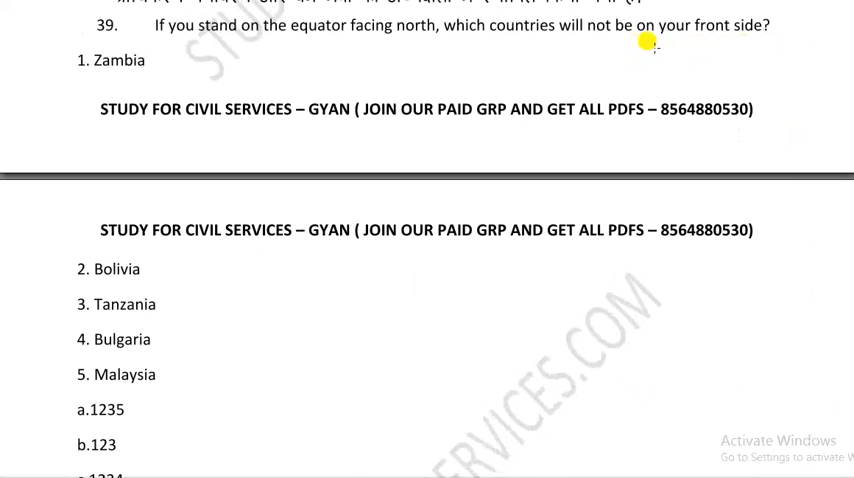 39. If you stand on the equator facing north, which countries will not be on your front side?
1. Zambia
STUDY FOR CIVIL SERVICES – GYAN ( JOIN OUR PAID GRP AND GET ALL PDFS – 8564880530)
STUDY FOR CIVIL SERVICES – GYAN ( JOIN OUR PAID GRP AND GET ALL PDFS – 8564880530)
2. Bolivia
3. Tanzania
4. Bulgaria
5. Malaysia
a.1235
b.123
Activate Windows
Go to Settings to activate W